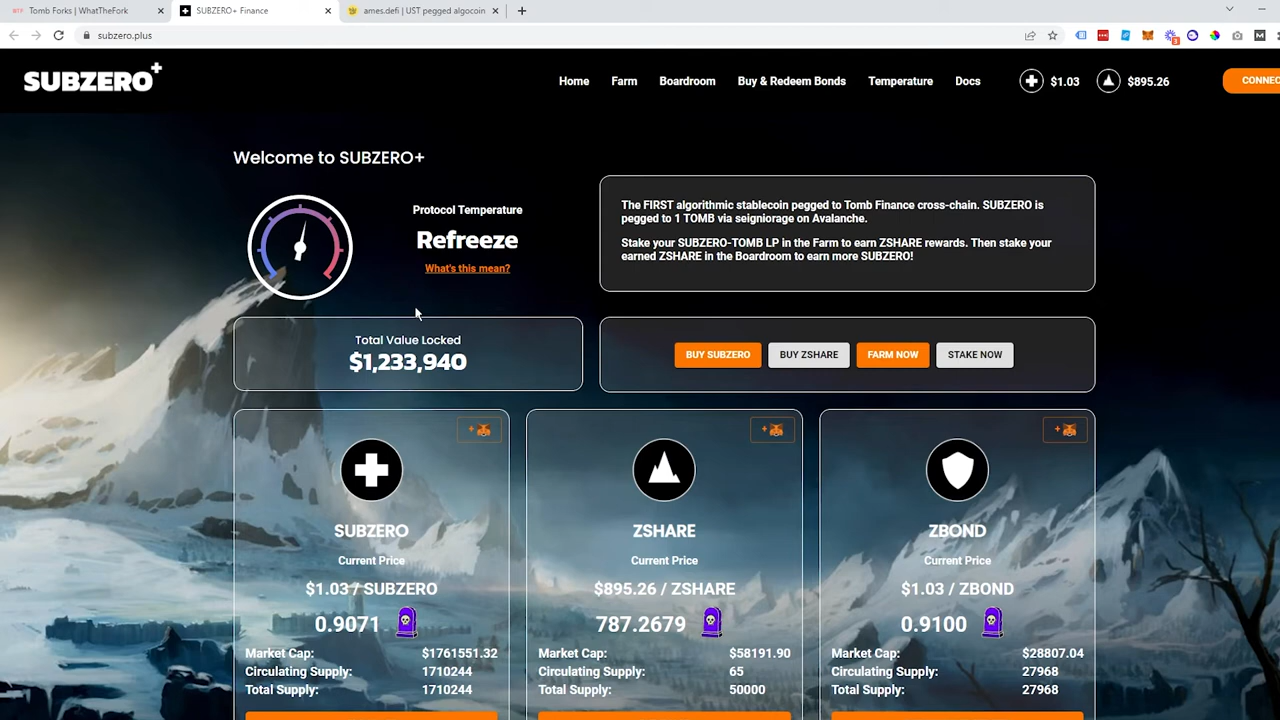 Tomb Forks | WhatTheFork
SUBZERO+ Finance
ames.defi | UST pegged algocoin
subzero.plus
SUBZERO+
Home
Farm
Boardroom
Buy & Redeem Bonds
Temperature
Docs
$1.03
$895.26
CONNEC
Welcome to SUBZERO+
Protocol Temperature
Refreeze
What's this mean?
The FIRST algorithmic stablecoin pegged to Tomb Finance cross-chain. SUBZERO is
pegged to 1 TOMB via seigniorage on Avalanche.
Stake your SUBZERO-TOMB LP in the Farm to earn ZSHARE rewards. Then stake your
earned ZSHARE in the Boardroom to earn more SUBZERO!
Total Value Locked
$1,233,940
BUY SUBZERO
BUY ZSHARE
FARM NOW
STAKE NOW
SUBZERO
Current Price
$1.03 / SUBZERO
0.9071
Market Cap: $1761551.32
Circulating Supply: 1710244
Total Supply: 1710244
ZSHARE
Current Price
$895.26 / ZSHARE
787.2679
Market Cap: $58191.90
Circulating Supply: 65
Total Supply: 50000
ZBOND
Current Price
$1.03 / ZBOND
0.9100
Market Cap: $28807.04
Circulating Supply: 27968
Total Supply: 27968